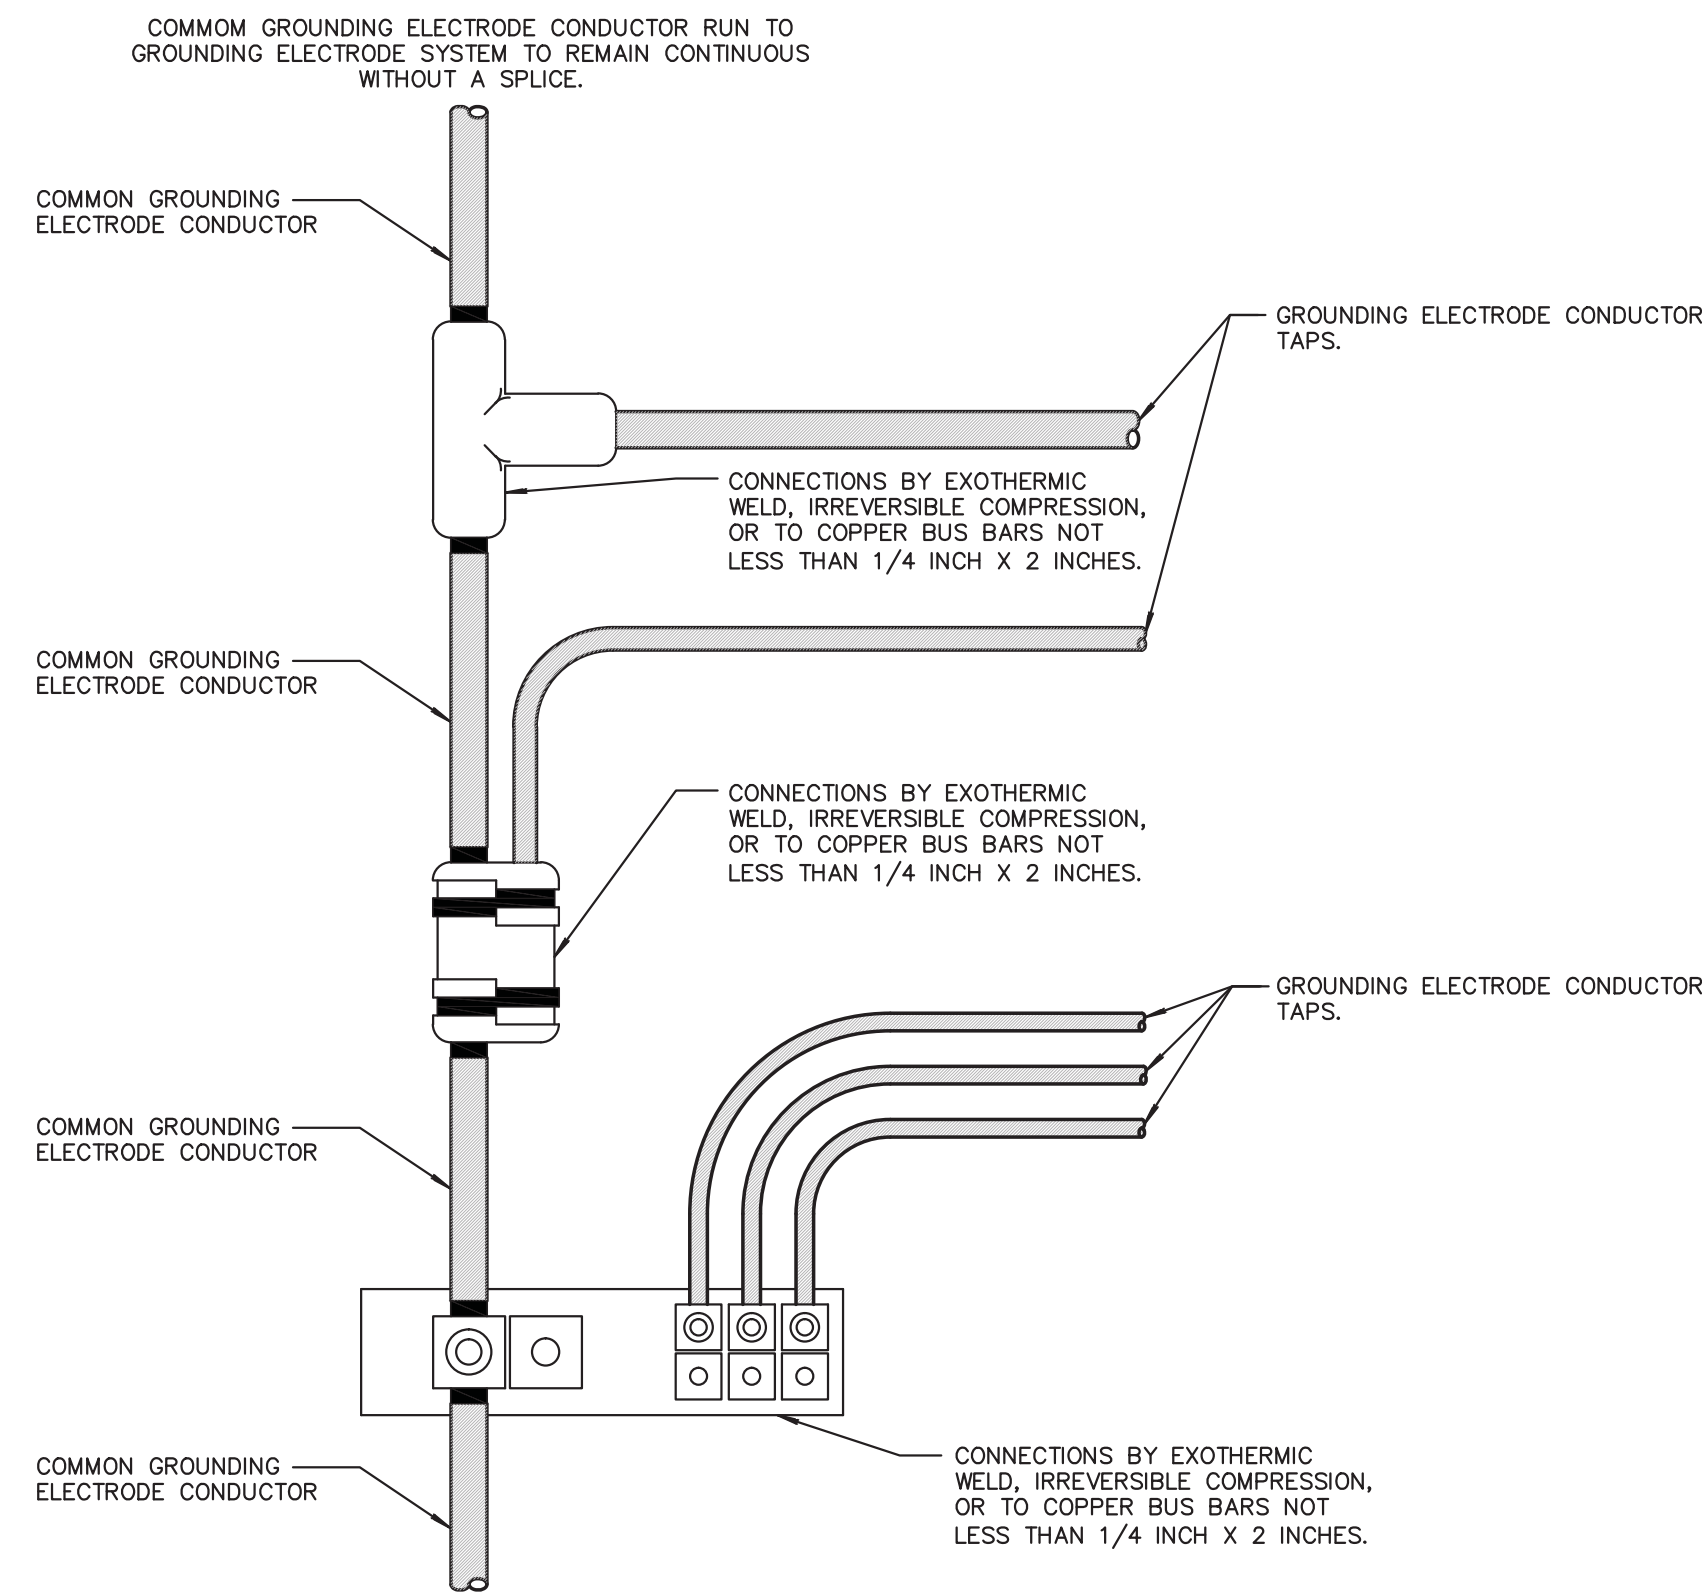 COMMOM GROUNDING ELECTRODE CONDUCTOR RUN TO
GROUNDING ELECTRODE SYSTEM TO REMAIN CONTINUOUS
WITHOUT A SPLICE.
COMMON GROUNDING
ELECTRODE CONDUCTOR
GROUNDING ELECTRODE CONDUCTOR
TAPS.
CONNECTIONS BY EXOTHERMIC
WELD, IRREVERSIBLE COMPRESSION,
OR TO COPPER BUS BARS NOT
LESS THAN 1/4 INCH X 2 INCHES.
COMMON GROUNDING
ELECTRODE CONDUCTOR
CONNECTIONS BY EXOTHERMIC
WELD, IRREVERSIBLE COMPRESSION,
OR TO COPPER BUS BARS NOT
LESS THAN 1/4 INCH X 2 INCHES.
GROUNDING ELECTRODE CONDUCTOR
TAPS.
COMMON GROUNDING
ELECTRODE CONDUCTOR
CONNECTIONS BY EXOTHERMIC
WELD, IRREVERSIBLE COMPRESSION,
OR TO COPPER BUS BARS NOT
LESS THAN 1/4 INCH X 2 INCHES.
COMMON GROUNDING
ELECTRODE CONDUCTOR